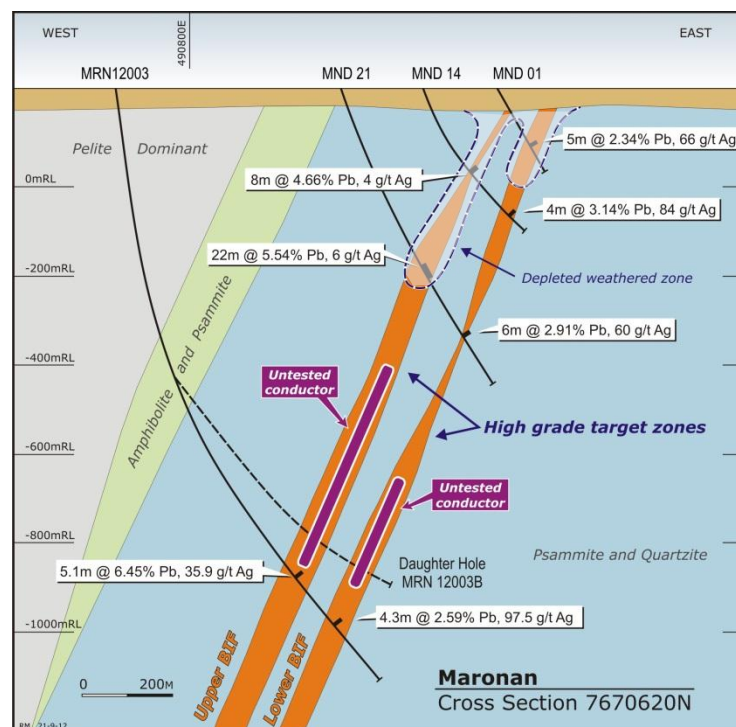 WEST
490800E
EAST
MRN12003
MND 21
MND 14
MND 01
Pelite Dominant
5m @ 2.34% Pb, 66 g/t Ag
8m @ 4.66% Pb, 4 g/t Ag
0mRL
4m @ 3.14% Pb, 84 g/t Ag
22m @ 5.54% Pb, 6 g/t Ag
-200mRL
Depleted weathered zone
6m @ 2.91% Pb, 60 g/t Ag
Amphibolite and Psammite
-400mRL
Untested
conductor
High grade target zones
-600mRL
Untested
conductor
-800mRL
Daughter Hole
MRN 12003B
Psammite and Quartzite
5.1m @ 6.45% Pb, 35.9 g/t Ag
4.3m @ 2.59% Pb, 97.5 g/t Ag
-1000mRL
Upper BIF
Lower BIF
Maronan
Cross Section 7670620N
0 200M
RM 21-9-12